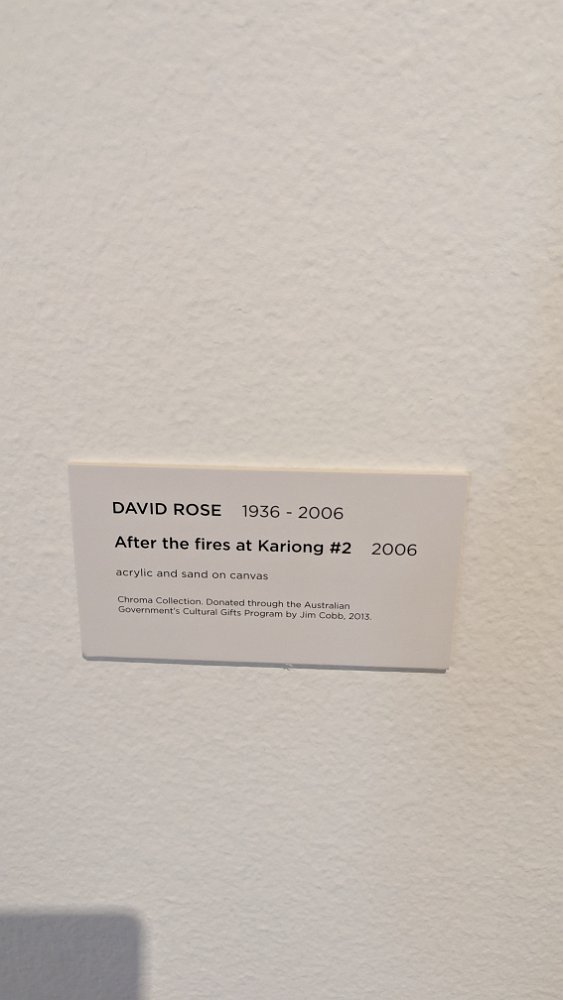 DAVID ROSE 1936 - 2006
After the fires at Kariong #2 2006
acrylic and sand on canvas
Chroma Collection. Donated through the Australian
Government's Cultural Gifts Program by Jim Cobb, 2013.